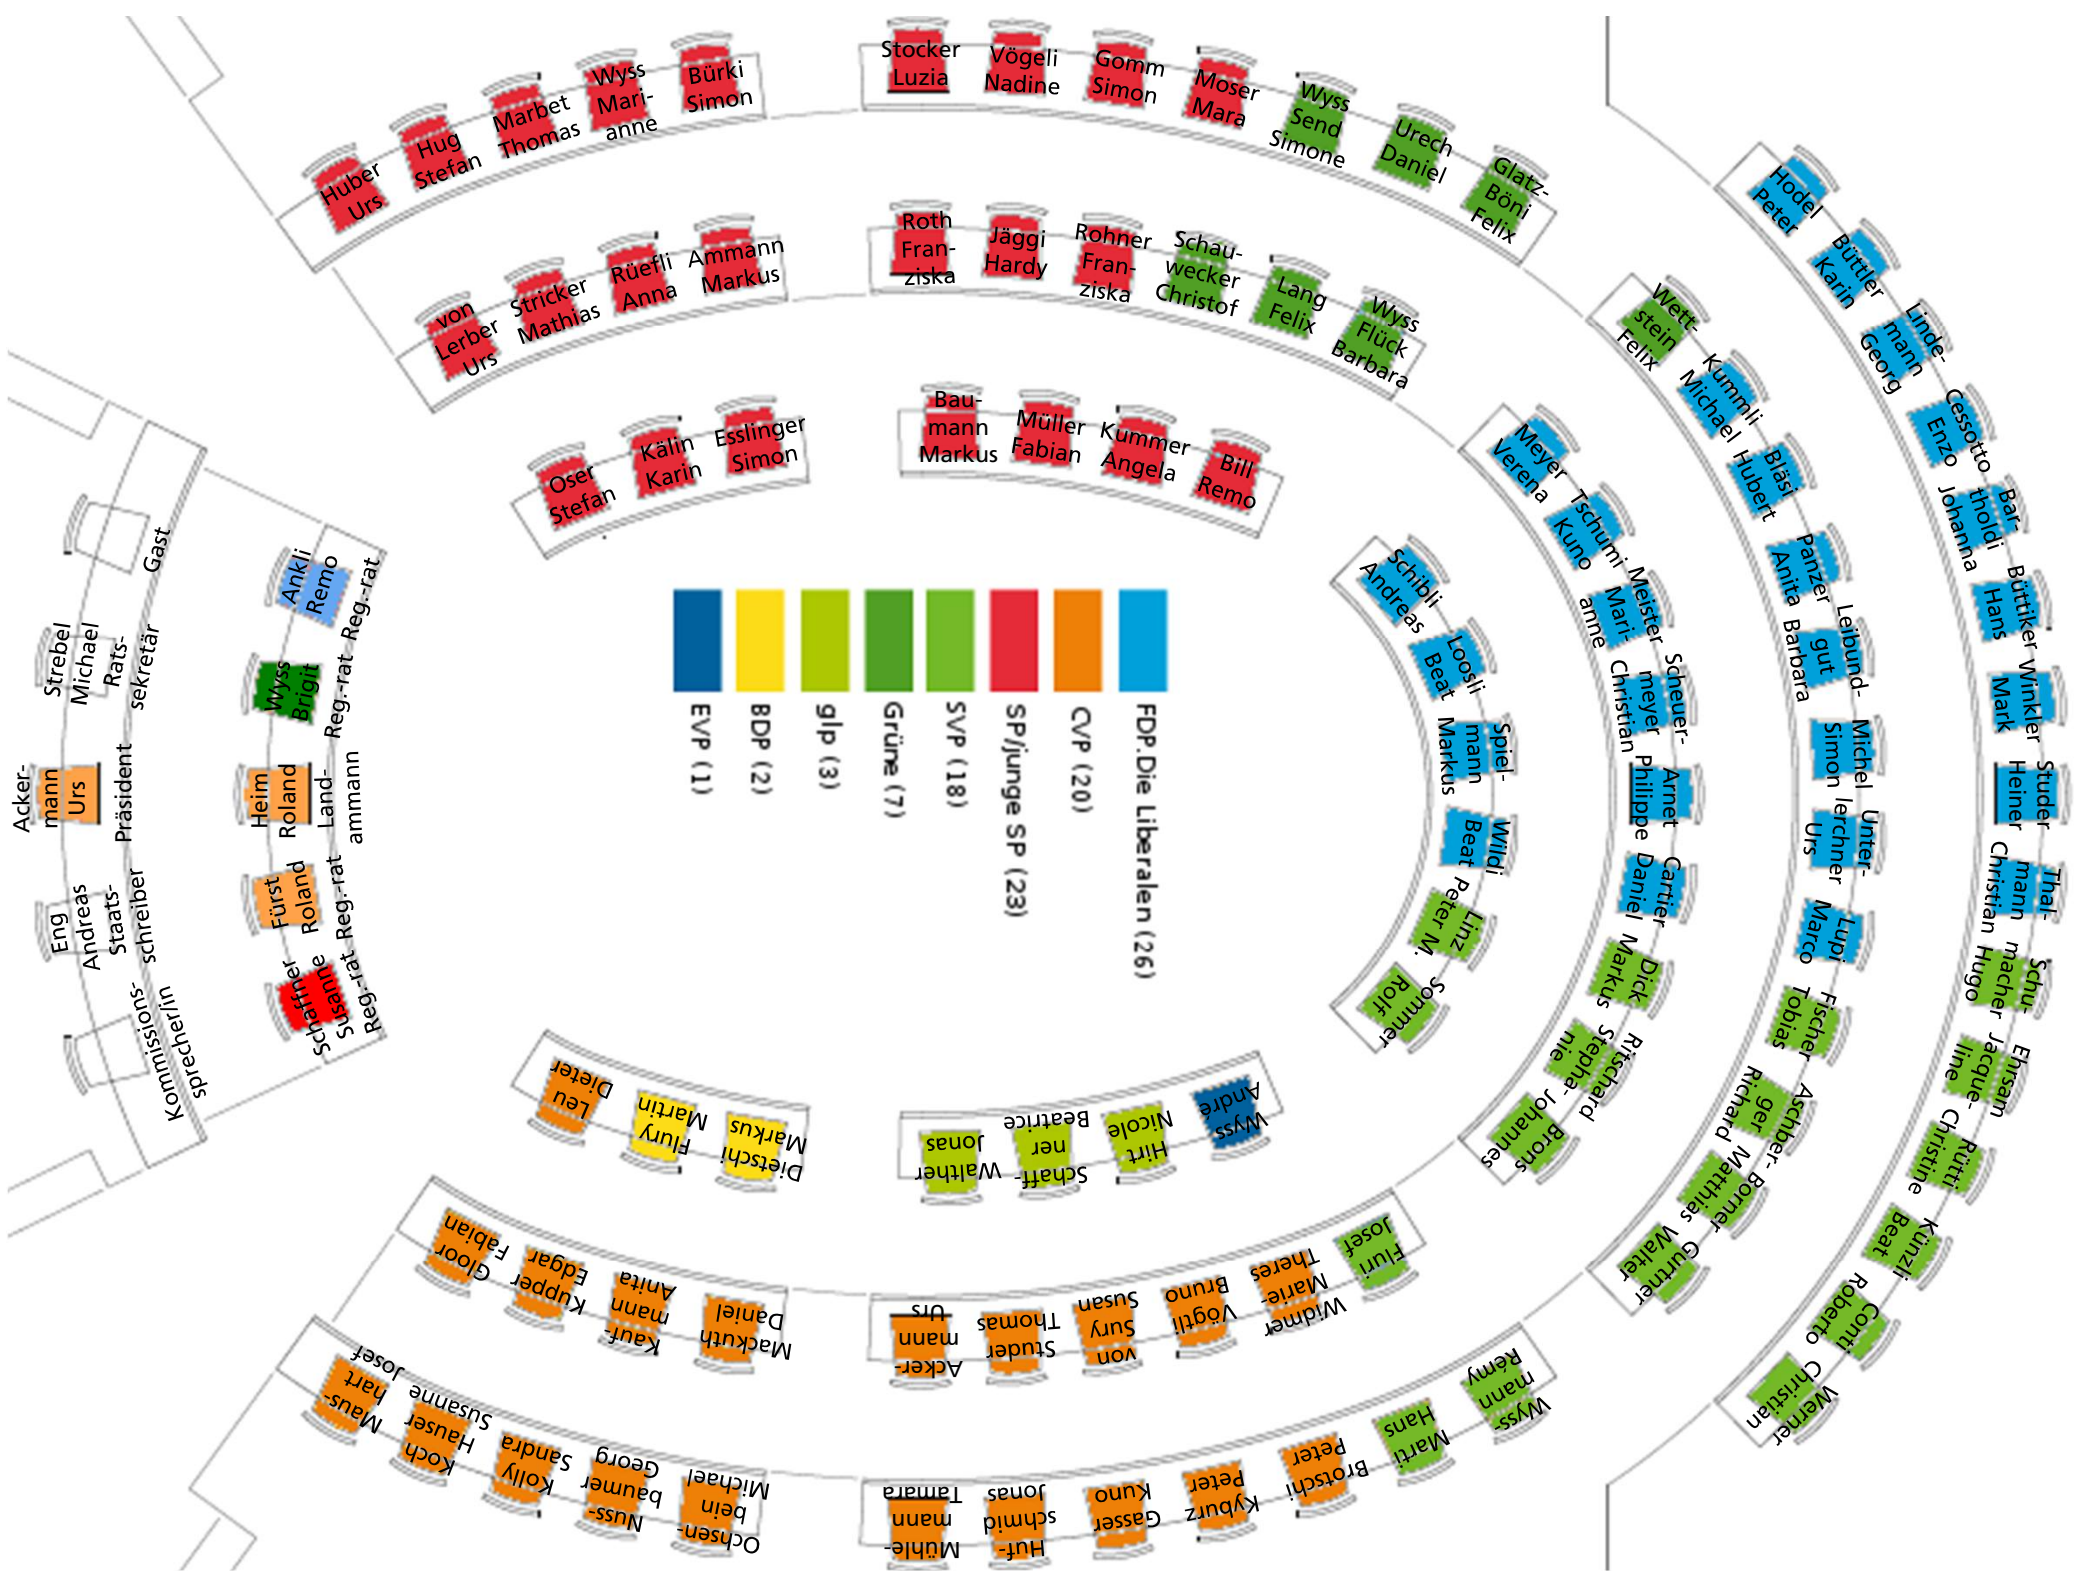 Huber
Urs
Hug
Stefan
Marbet
Thomas
Wyss
Mari-
anne
Bürki
Simon
Stocker
Luzia
Vögeli
Nadine
Gomm
Simon
Moser
Mara
Wyss
Send
Simone
Urech
Daniel
Glatz-
Böni
Felix
von
Lerber
Urs
Stricker
Mathias
Rüefli
Anna
Ammann
Markus
Roth
Fran-
ziska
Jäggi
Hardy
Rohner
Fran-
ziska
Schau-
wecker
Christof
Lang
Felix
Wyss
Flück
Barbara
Oser
Stefan
Kälin
Karin
Esslinger
Simon
Bau-
mann
Markus
Müller
Fabian
Kummer
Angela
Bill
Remo
Hodel
Peter
Büttler
Karin
Linde-
mann
Georg
Cessotto
Enzo
Bar-
tholdi
Johanna
Büttiker
Hans
Winkler
Mark
Studer
Heiner
Thal-
mann
Christian
Schu-
macher
Hugo
Ehrsam
Jacque-
line
Rütti
Christine
Künzli
Beat
Conti
Roberto
Werner
Christian
Wett-
stein
Felix
Kummli
Michael
Bläsi
Hubert
Panzer
Anita
Leibund-
gut
Barbara
Michel
Simon
Unter-
lerchner
Urs
Lupi
Marco
Fischer
Tobias
Aschber-
ger
Richard
Borner
Matthias
Gurtner
Walter
Meyer
Verena
Tschumi
Kuno
Meister
Mari-
anne
Scheuer-
meyer
Christian
Arnet
Philippe
Cartier
Daniel
Dick
Markus
Ritschard
Stepha-
nie
Brons
Johannes
Schibli
Andreas
Loosli
Beat
Spiel-
mann
Markus
Wildi
Beat
Linz
Peter M.
Sommer
Rolf
Gast
Strebel
Michael
Rats-
sekretär
Acker-
mann
Urs
Präsident
Eng
Andreas
Staats-
schreiber
Kommissions-
sprecher/in
Ankli
Remo
Reg.-rat
Wyss
Brigit
Reg.-rat
Heim
Roland
Land-
ammann
Fürst
Roland
Reg.-rat
Schaffner
Susanne
Reg.-rat
EVP (1)
BDP (2)
glp (3)
Grüne (7)
SVP (18)
SP/junge SP (23)
CVP (20)
FDP.Die Liberalen (26)
Leu
Dieter
Flury
Martin
Dietschi
Markus
Walther
Jonas
Schaff-
ner
Beatrice
Hirt
Nicole
Wyss
André
Gloor
Fabian
Kupper
Edgar
Kauf-
mann
Anita
Mackuth
Daniel
Acker-
mann
Urs
Studer
Thomas
von
Sury
Susan
Vögtli
Bruno
Widmer
Marie-
Theres
Fluri
Josef
Maus-
hart
Josef
Koch
Hauser
Susanne
Kolly
Sandra
Nuss-
baumer
Georg
Ochsen-
bein
Michael
Mühle-
mann
Tamara
Huf-
schmid
Jonas
Gasser
Kuno
Kyburz
Peter
Brotschi
Peter
Marti
Hans
Wyss-
mann
Rémy